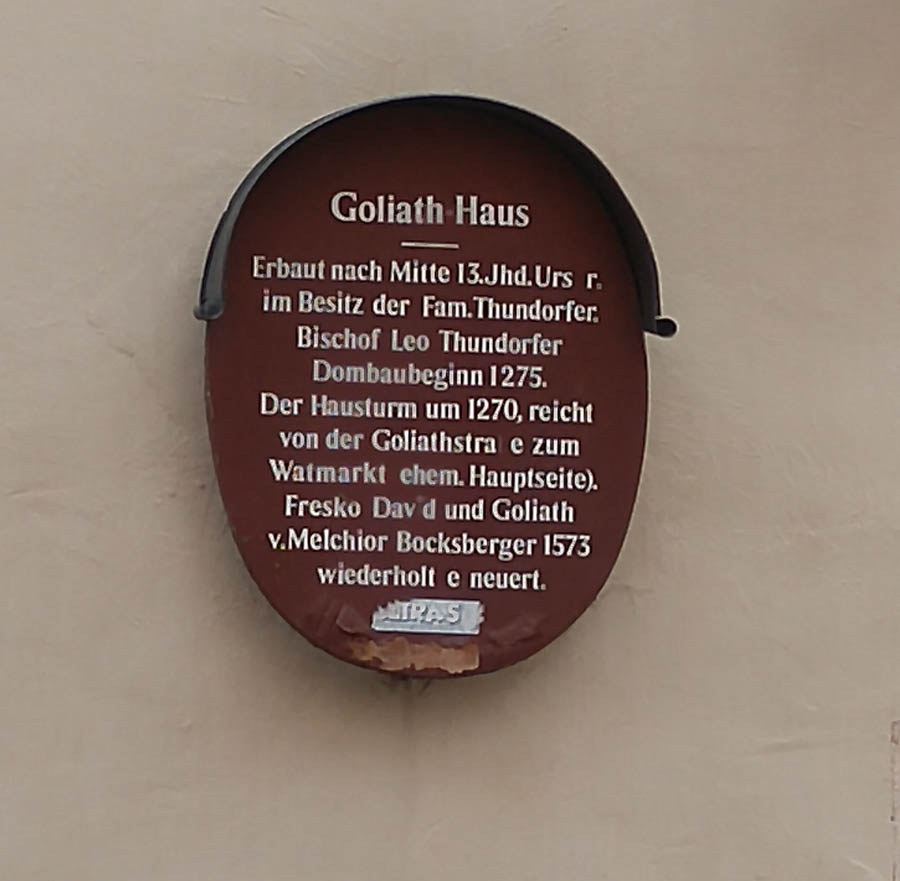 Goliath-Haus
Erbaut nach Mitte 13.Jhd.Urs r.
im Besitz der Fam.Thundorfer.
Bischof Leo Thundorfer
Dombaubeginn 1275.
Der Hausturm um 1270, reicht
von der Goliathstra e zum
Watmarkt ehem. Hauptseite).
Fresko Dav d und Goliath
v.Melchior Bocksberger 1573
wiederholt e neuert.